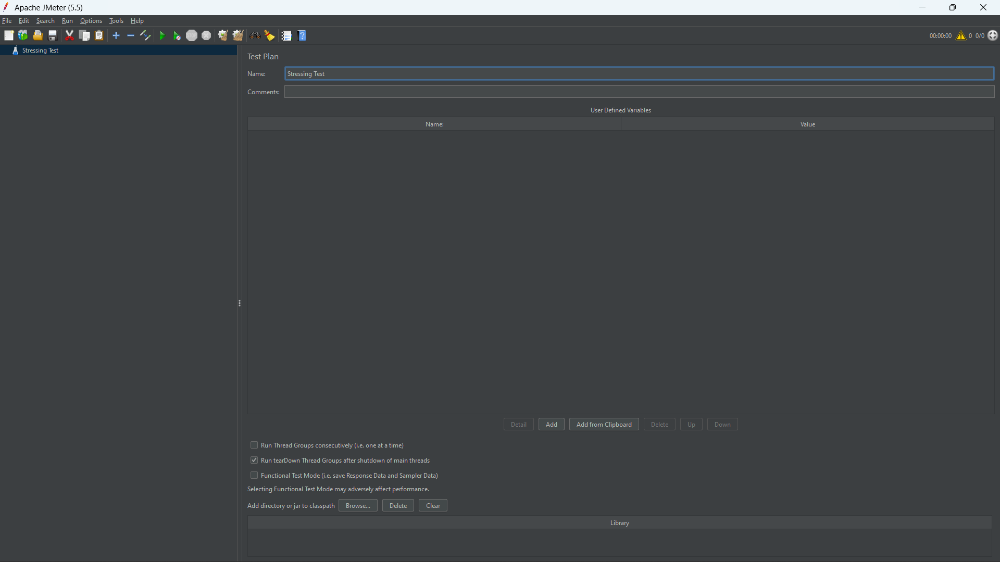 Apache JMeter (5.5)
File Edit Search Run Options Tools Help
00:00:00 0 0/0
Stressing Test
Test Plan
Name: Stressing Test
Comments:
User Defined Variables
Name: Value
Detail Add Add from Clipboard Delete Up Down
Run Thread Groups consecutively (i.e. one at a time)
Run tearDown Thread Groups after shutdown of main threads
Functional Test Mode (i.e. save Response Data and Sampler Data)
Selecting Functional Test Mode may adversely affect performance.
Add directory or jar to classpath Browse... Delete Clear
Library